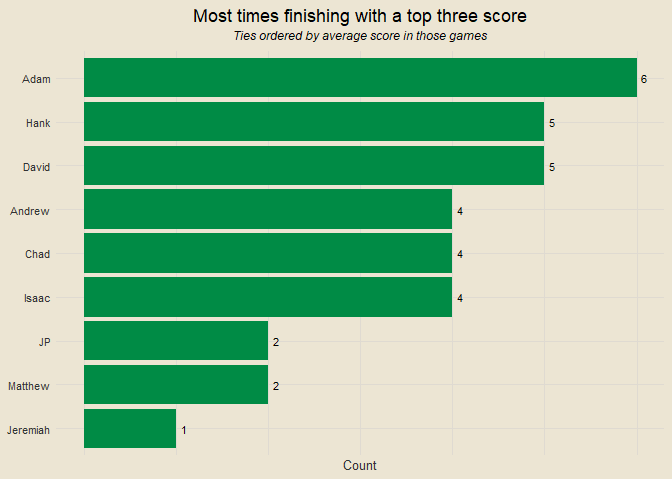 Most times finishing with a top three score
Ties ordered by average score in those games
Adam 6
Hank 5
David 5
Andrew 4
Chad 4
Isaac 4
JP 2
Matthew 2
Jeremiah 1
Count